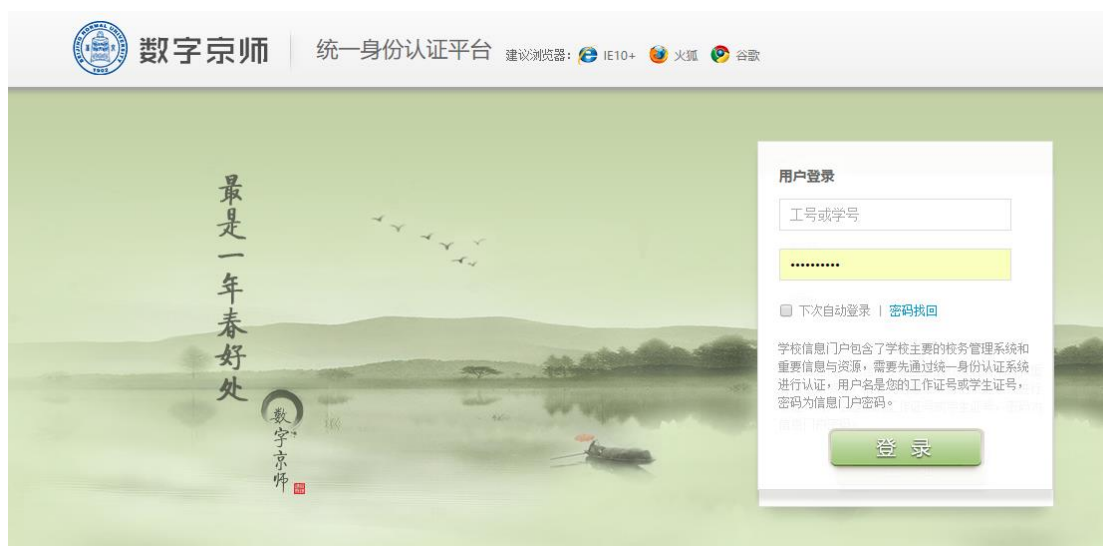 BEIJING NORMAL UNIVERSITY
1902
数字京师
统一身份认证平台
建议浏览器: IE10+ 火狐 谷歌
最是一年春好处
数字京师
用户登录
工号或学号
••••••••••
下次自动登录 | 密码找回
学校信息门户包含了学校主要的校务管理系统和
重要信息与资源，需要先通过统一身份认证系统
进行认证，用户名是您的工作证号或学生证号，
密码为信息门户密码。
登 录